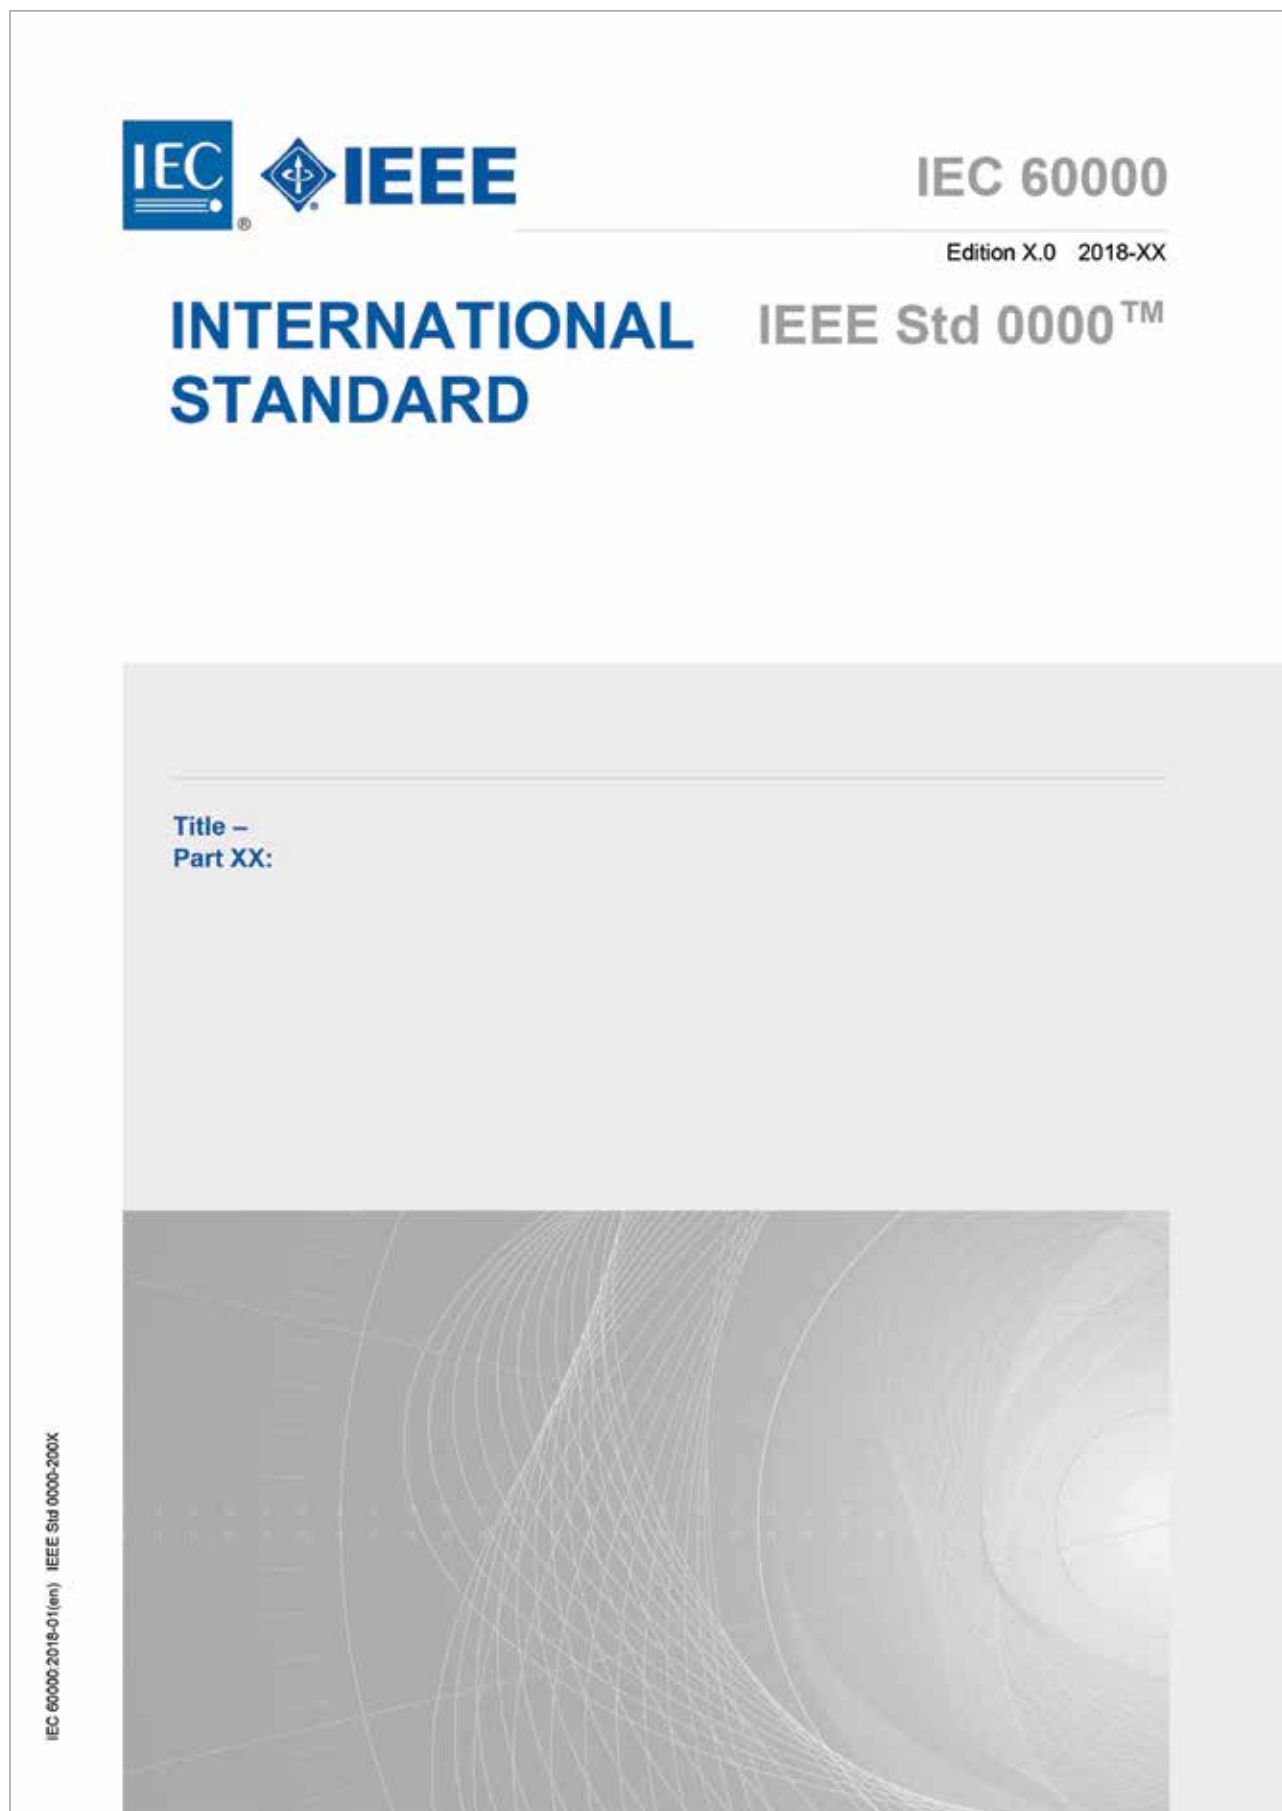 IEC
®
IEEE
®
IEC 60000
Edition X.0 2018-XX
INTERNATIONAL
STANDARD
IEEE Std 0000™
Title –
Part XX:
IEC 60000:2018-01(en) IEEE Std 0000-200X